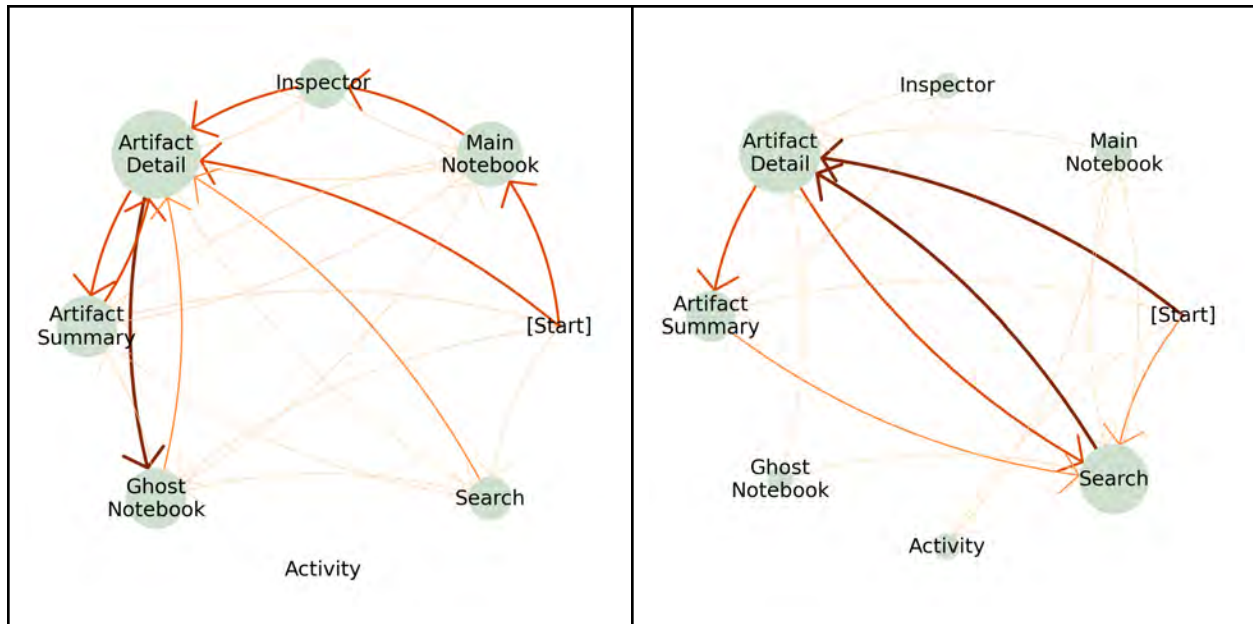 Inspector
Artifact
Detail
Main
Notebook
Artifact
Summary
[Start]
Ghost
Notebook
Search
Activity
Inspector
Artifact
Detail
Main
Notebook
Artifact
Summary
[Start]
Ghost
Notebook
Search
Activity